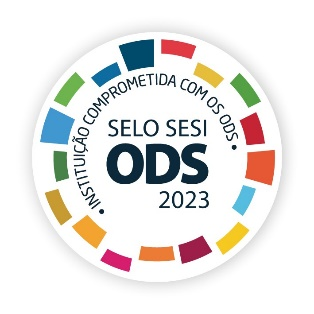 • INSTITUIÇÃO COMPROMETIDA COM OS ODS •
SELO SESI
ODS
2023